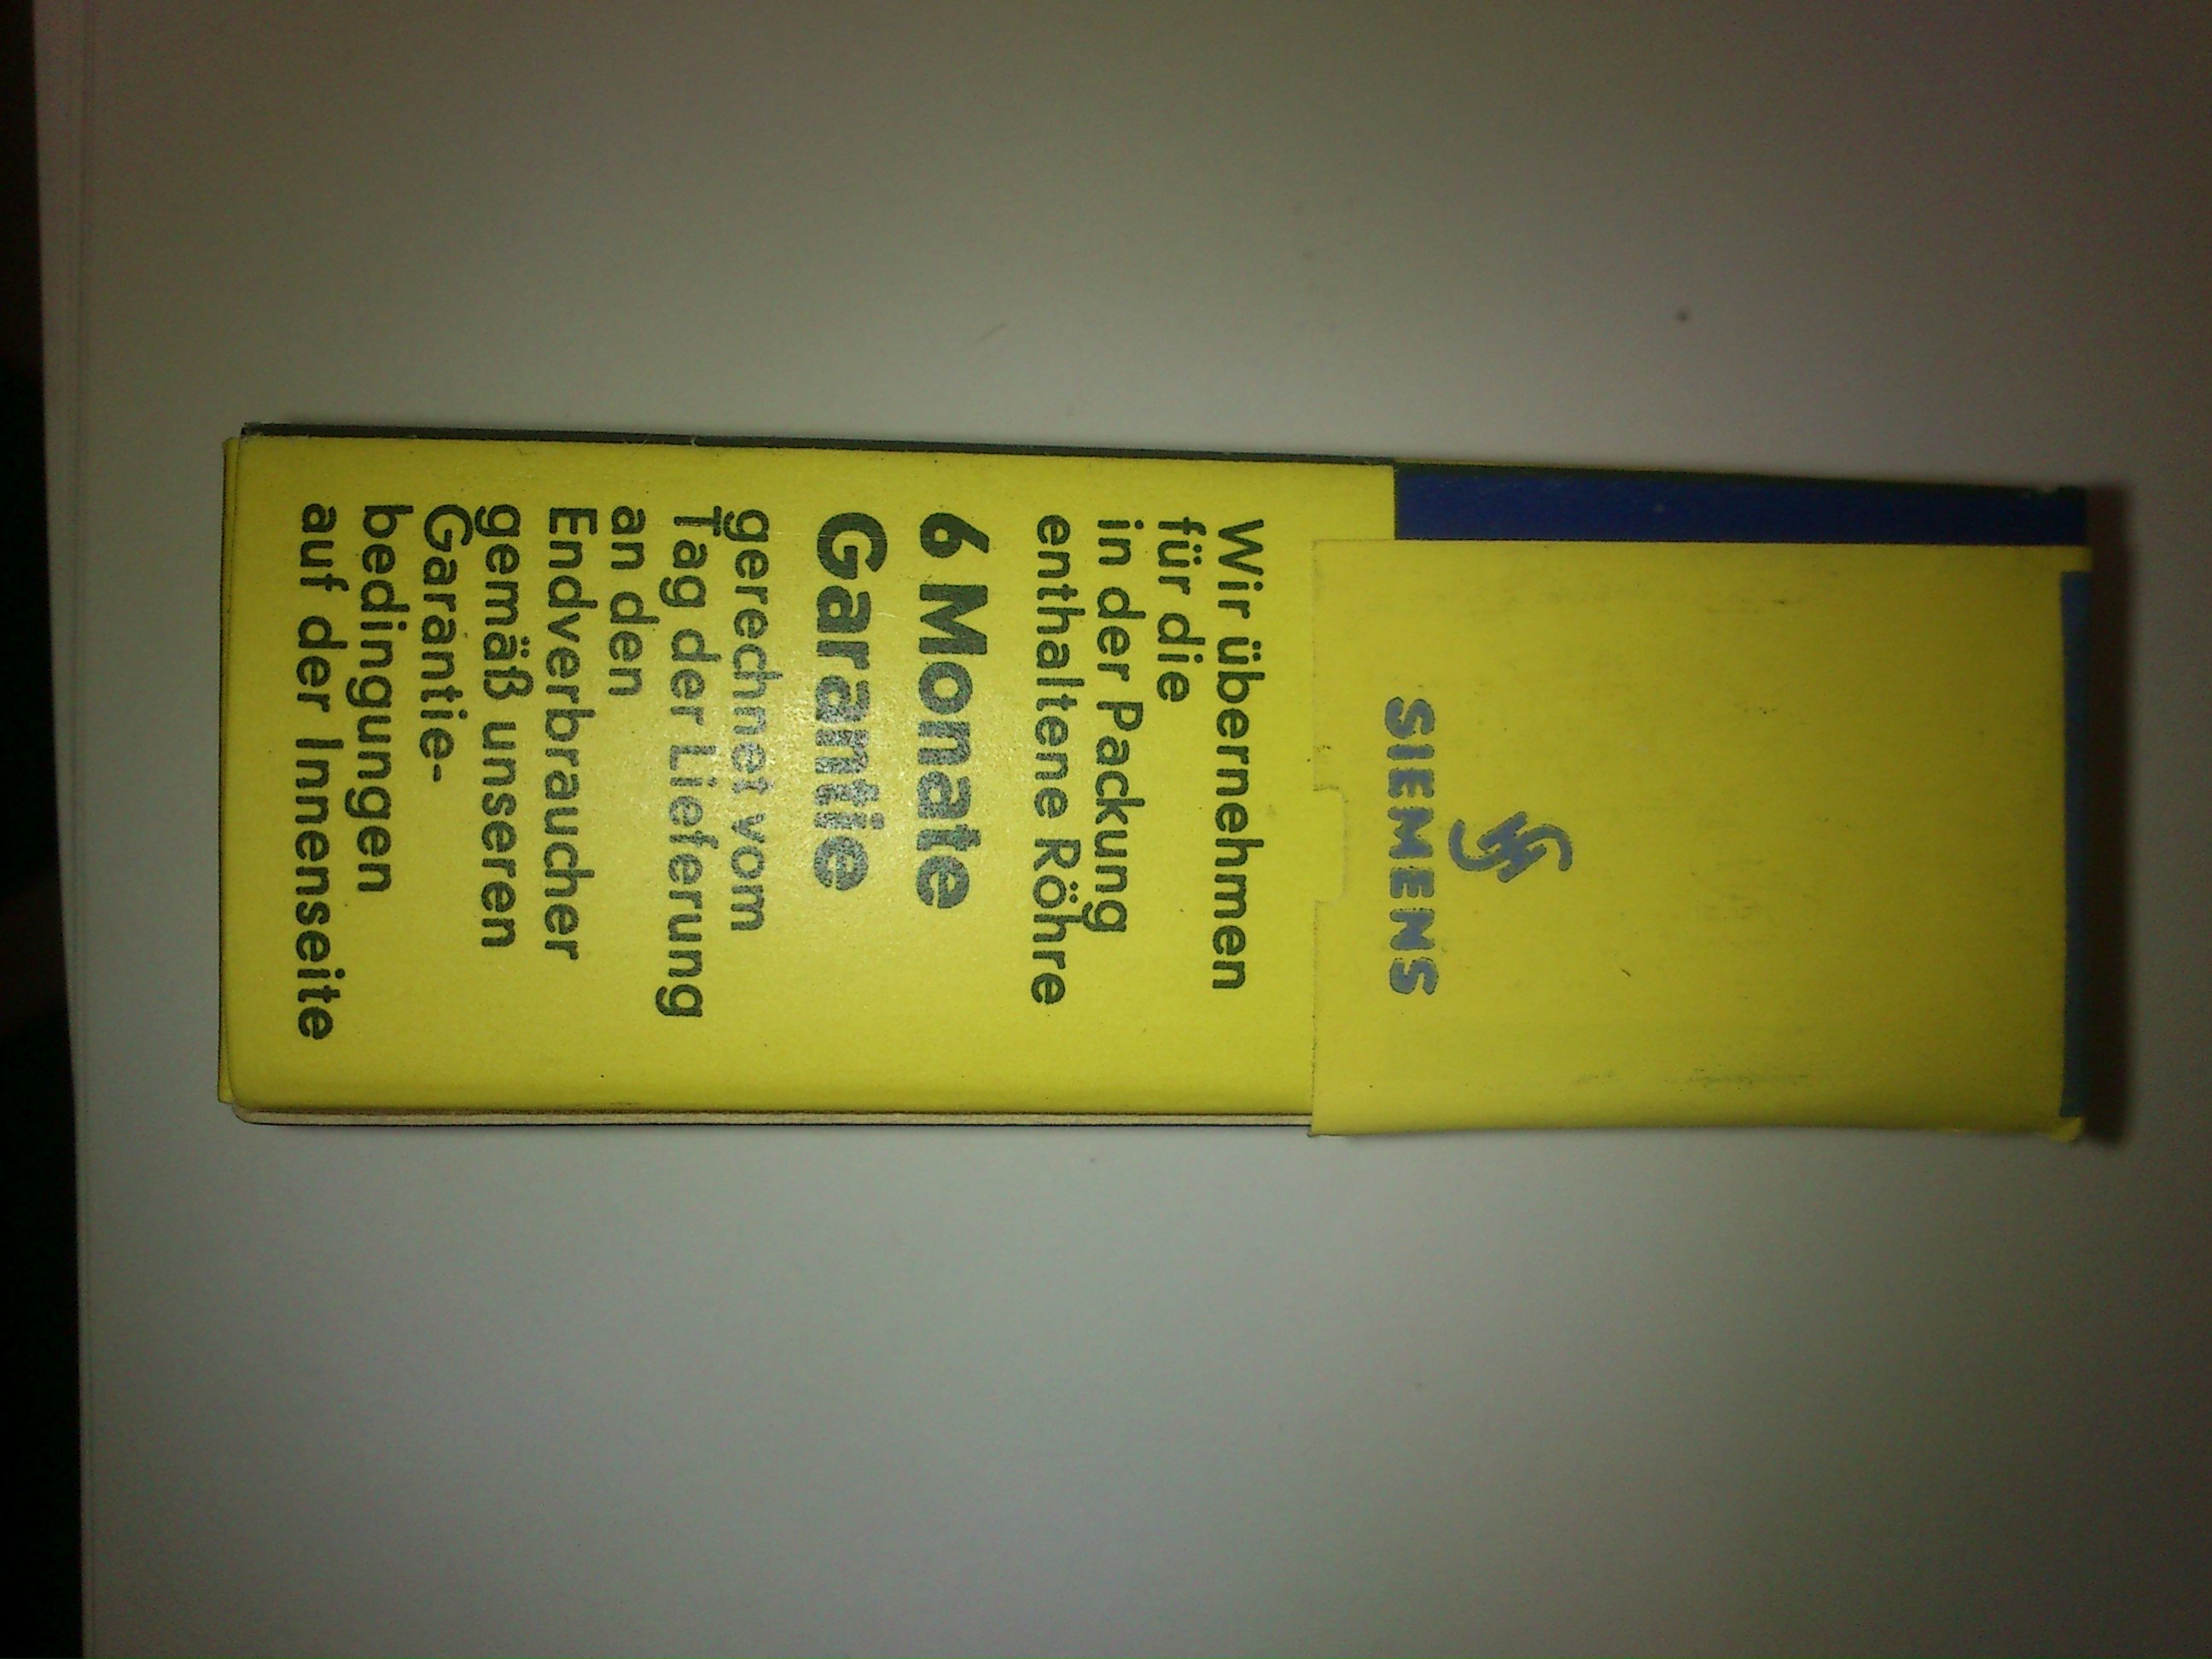 SIEMENS
Wir übernehmen
für die
in der Packung
enthaltene Röhre
6 Monate
Garantie
gerechnet vom
Tag der Lieferung
an den
Endverbraucher
gemäß unseren
Garantie-
bedingungen
auf der Innenseite